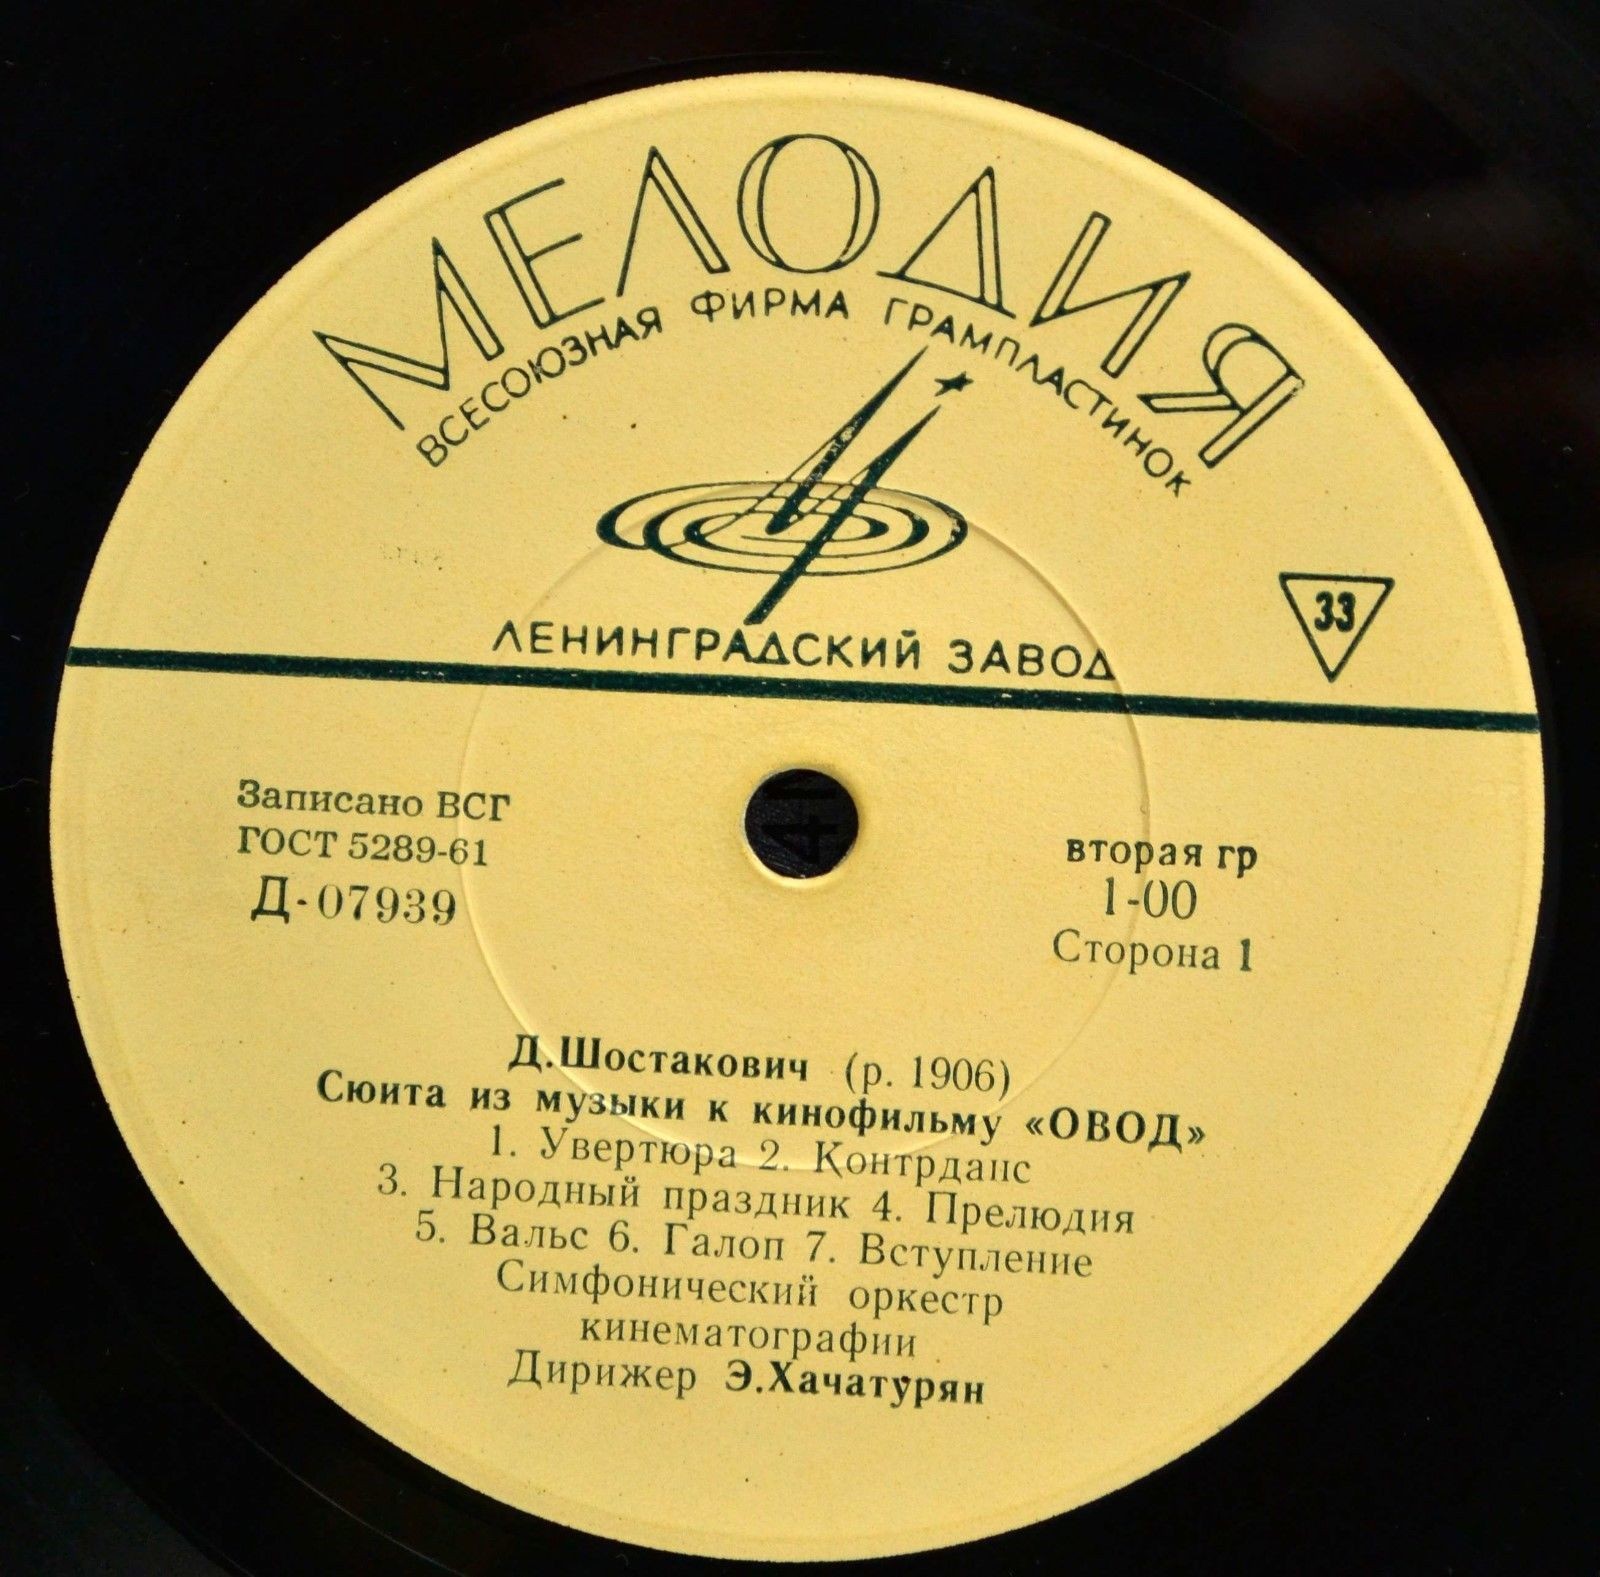 МЕЛОДИЯ
ВСЕСОЮЗНАЯ ФИРМА ГРАМПЛАСТИНОК
ЛЕНИНГРАДСКИЙ ЗАВОД
33
Записано ВСГ
ГОСТ 5289-61
Д-07939
вторая гр
1-00
Сторона 1
Д.Шостакович (р. 1906)
Сюита из музыки к кинофильму «ОВОД»
1. Увертюра 2. Контрданс
3. Народный праздник 4. Прелюдия
5. Вальс 6. Галоп 7. Вступление
Симфонический оркестр
кинематографии
Дирижер Э.Хачатурян